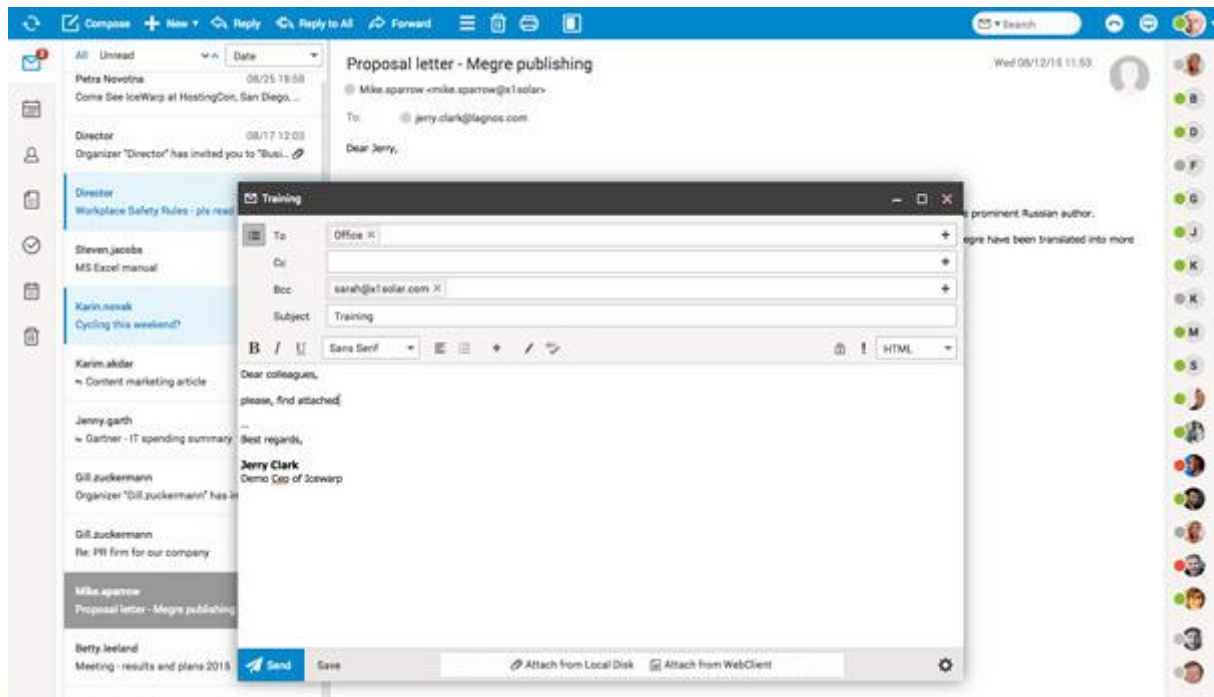 Compose New Reply Reply to All Forward Search
All Unread Date
Petra Novotna 08/25 18:58
Come See IceWarp at HostingCon, San Diego, ...
Director 08/17 12:03
Organizer "Director" has invited you to "Busi...
Director
Workplace Safety Rules - pls read
Steven.jacobs
MS Excel manual
Karin.novak
Cycling this weekend?
Karim.akdar
Content marketing article
Jenny.garth
Gartner - IT spending summary
Gill.zuckermann
Organizer "Gill.zuckermann" has in
Gill.zuckermann
Re: PR firm for our company
Mike.sparrow
Proposal letter - Megre publishing
Betty.leeland
Meeting - results and plans 2015
Proposal letter - Megre publishing
Wed 08/12/15 11:53
Mike.sparrow <mike.sparrow@x1solar>
To: jerry.clark@lagnos.com
Dear Jerry,
prominent Russian author.
egre have been translated into more
Training
To Office
Cc
Bcc sarah@x1solar.com
Subject Training
B I U Sans Serif HTML
Dear colleagues,
please, find attached
--
Best regards,
Jerry Clark
Demo Ceo of Icewarp
Send Save Attach from Local Disk Attach from WebClient
B
D
F
G
J
K
K
M
S